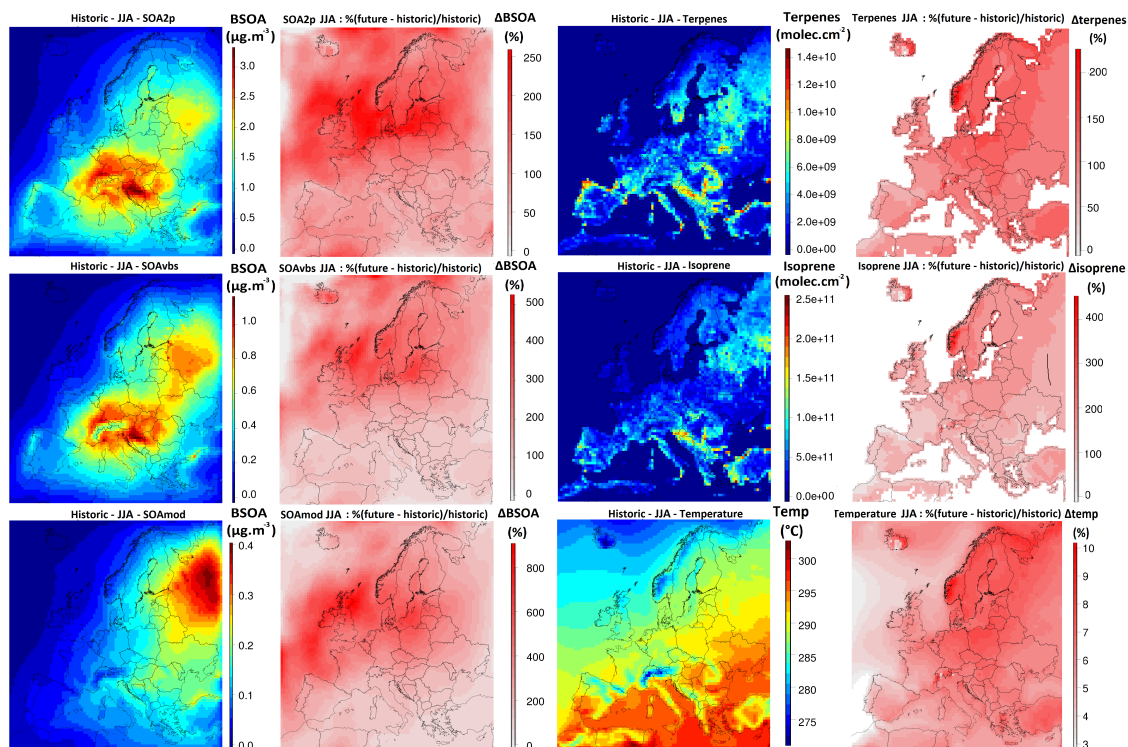 Historic - JJA - SOA2p
BSOA
(µg.m⁻³)
3.0
2.5
2.0
1.5
1.0
0.5
0.0
SOA2p JJA : %(future - historic)/historic)
ΔBSOA
(%)
250
200
150
100
50
0
Historic - JJA - Terpenes
Terpenes
(molec.cm⁻²)
1.4e+10
1.2e+10
1.0e+10
8.0e+09
6.0e+09
4.0e+09
2.0e+09
0.0e+00
Terpenes JJA : %(future - historic)/historic)
Δterpenes
(%)
200
150
100
50
0
Historic - JJA - SOAvbs
BSOA
(µg.m⁻³)
1.0
0.8
0.6
0.4
0.2
0.0
SOAvbs JJA : %(future - historic)/historic)
ΔBSOA
(%)
500
400
300
200
100
0
Historic - JJA - Isoprene
Isoprene
(molec.cm⁻²)
2.5e+11
2.0e+11
1.5e+11
1.0e+11
5.0e+11
0.0e+00
Isoprene JJA : %(future - historic)/historic)
Δisoprene
(%)
400
300
200
100
0
Historic - JJA - SOAmod
BSOA
(µg.m⁻³)
0.4
0.3
0.2
0.1
0.0
SOAmod JJA : %(future - historic)/historic)
ΔBSOA
(%)
800
600
400
200
0
Historic - JJA - Temperature
Temp
(°C)
300
295
290
285
280
275
Temperature JJA : %(future - historic)/historic)
Δtemp
(%)
10
9
8
7
6
5
4
3